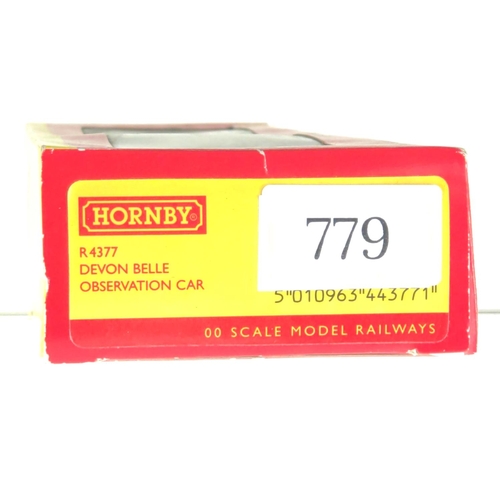 HORNBY®
R4377
DEVON BELLE
OBSERVATION CAR
779
5"010963"443771"
00 SCALE MODEL RAILWAYS